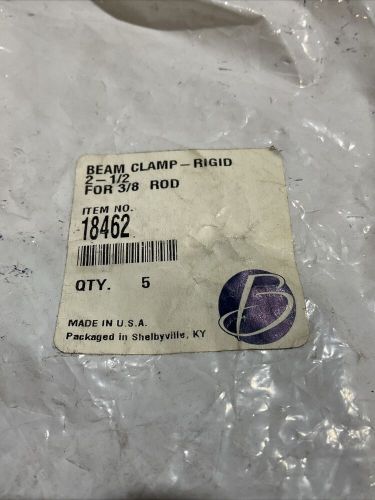 BEAM CLAMP-RIGID
2-1/2
FOR 3/8 ROD
ITEM NO.
18462
QTY. 5
B
MADE IN U.S.A.
Packaged in Shelbyville, KY